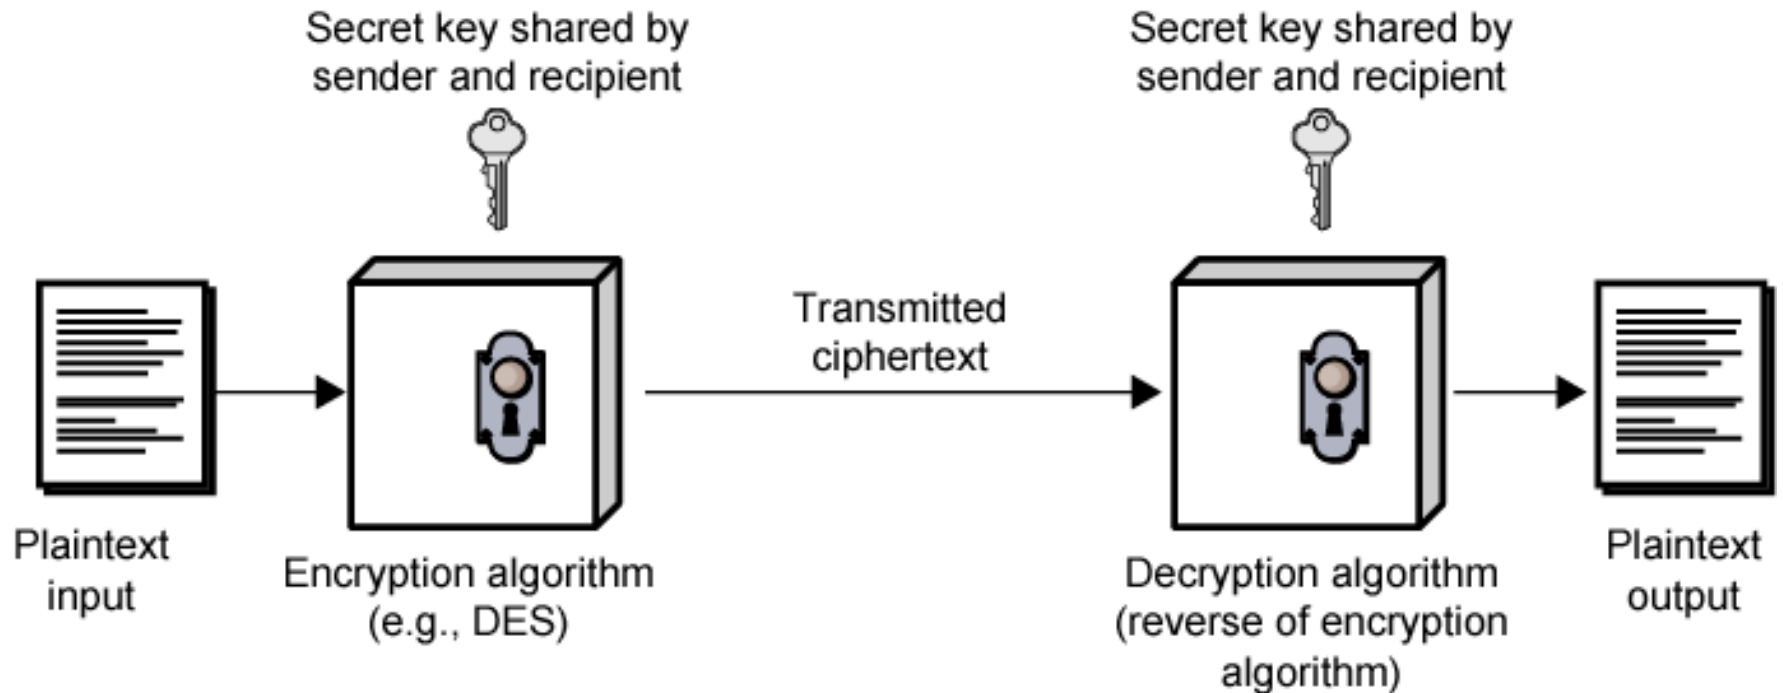 Secret key shared by
sender and recipient
Secret key shared by
sender and recipient
Transmitted
ciphertext
Plaintext
input
Encryption algorithm
(e.g., DES)
Decryption algorithm
(reverse of encryption
algorithm)
Plaintext
output